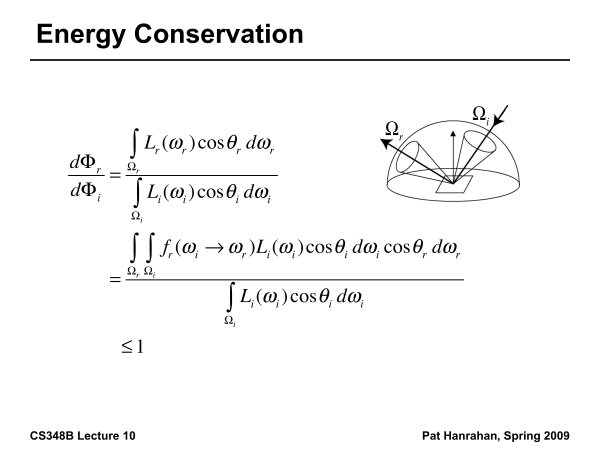 Energy Conservation
Ω_r Ω_i
dΦ_r / dΦ_i = ∫_{Ω_r} L_r(ω_r) cos θ_r dω_r / ∫_{Ω_i} L_i(ω_i) cos θ_i dω_i
= ∫_{Ω_r} ∫_{Ω_i} f_r(ω_i → ω_r) L_i(ω_i) cos θ_i dω_i cos θ_r dω_r / ∫_{Ω_i} L_i(ω_i) cos θ_i dω_i
≤ 1
CS348B Lecture 10 Pat Hanrahan, Spring 2009